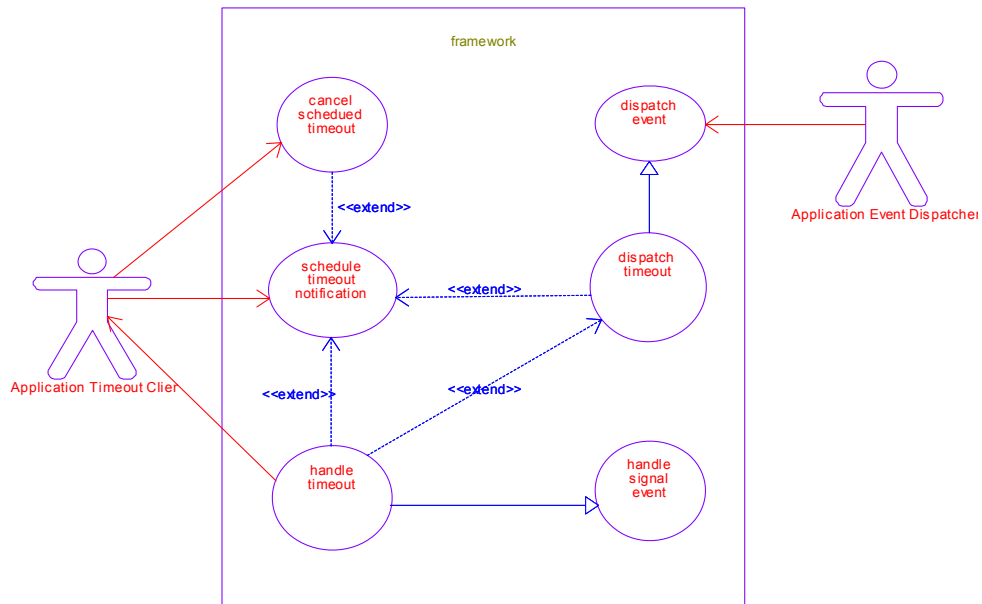 framework
cancel
schedued
timeout
dispatch
event
<<extend>>
Application Event Dispatcher
schedule
timeout
notification
dispatch
timeout
<<extend>>
Application Timeout Clier
<<extend>>
<<extend>>
handle
timeout
handle
signal
event